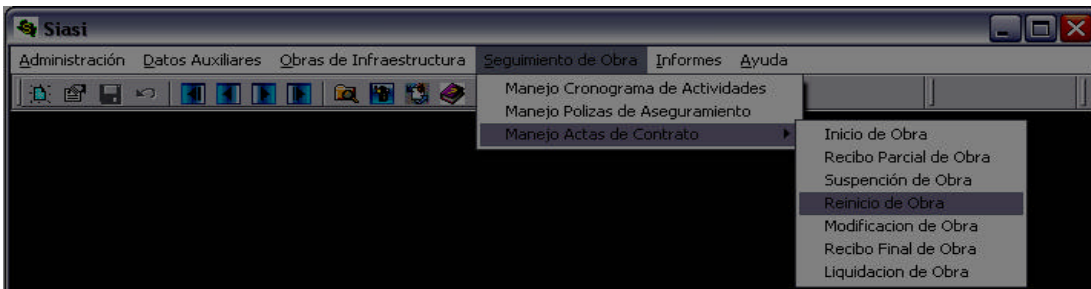 Siasi
Administración Datos Auxiliares Obras de Infraestructura Seguimiento de Obra Informes Ayuda
Manejo Cronograma de Actividades
Manejo Polizas de Aseguramiento
Manejo Actas de Contrato
Inicio de Obra
Recibo Parcial de Obra
Suspención de Obra
Reinicio de Obra
Modificacion de Obra
Recibo Final de Obra
Liquidacion de Obra